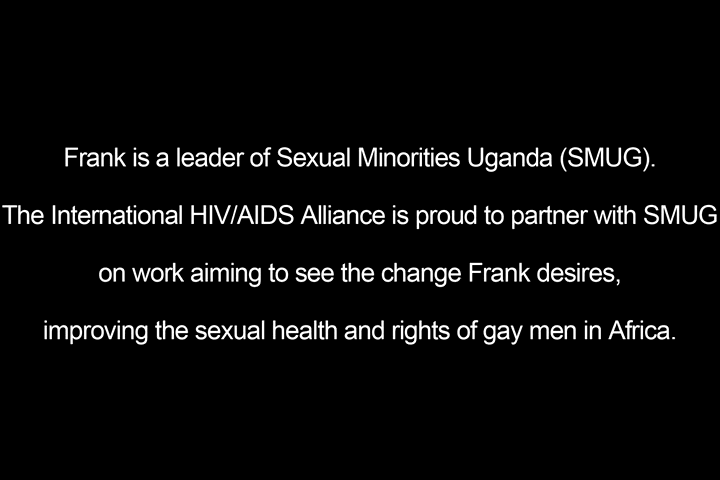 Frank is a leader of Sexual Minorities Uganda (SMUG).
The International HIV/AIDS Alliance is proud to partner with SMUG
on work aiming to see the change Frank desires,
improving the sexual health and rights of gay men in Africa.